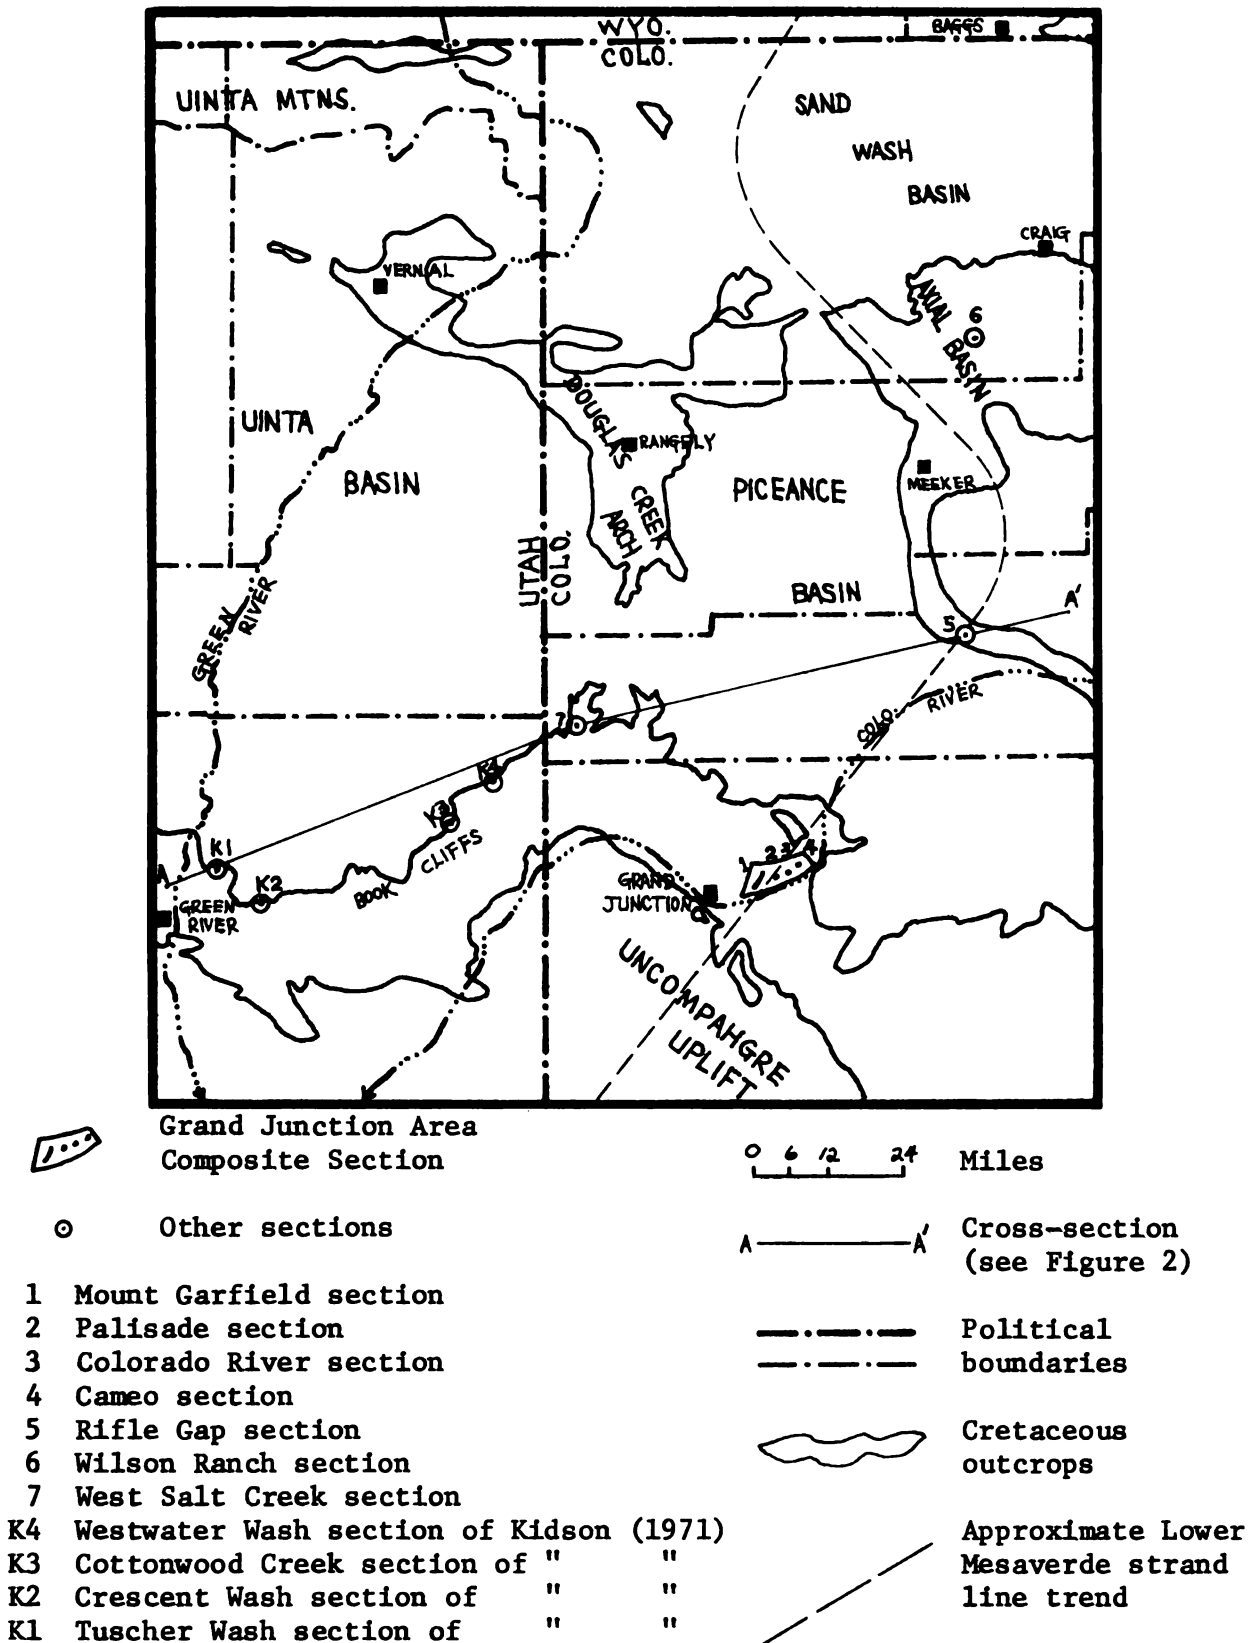 WYO.
COLO.
BAGGS
UINTA MTNS.
SAND
WASH
BASIN
CRAIG
VERNAL
AXIAL BASIN
6
UINTA
BASIN
DOUGLAS
CREEK
ARCH
RANGELY
PICEANCE
BASIN
MEEKER
UTAH
COLO.
GREEN
RIVER
A'
5
COLO.
RIVER
7
K4
K3
BOOK
CLIFFS
K1
A
K2
GREEN
RIVER
1
2
3
4
GRAND
JUNCTION
UNCOMPAHGRE
UPLIFT
Grand Junction Area
Composite Section
0 6 12 24
Miles
Other sections
A A'
Cross-section
(see Figure 2)
1 Mount Garfield section
2 Palisade section
3 Colorado River section
4 Cameo section
5 Rifle Gap section
6 Wilson Ranch section
7 West Salt Creek section
K4 Westwater Wash section of Kidson (1971)
K3 Cottonwood Creek section of " "
K2 Crescent Wash section of " "
K1 Tuscher Wash section of " "
Political
boundaries
Cretaceous
outcrops
Approximate Lower
Mesaverde strand
line trend